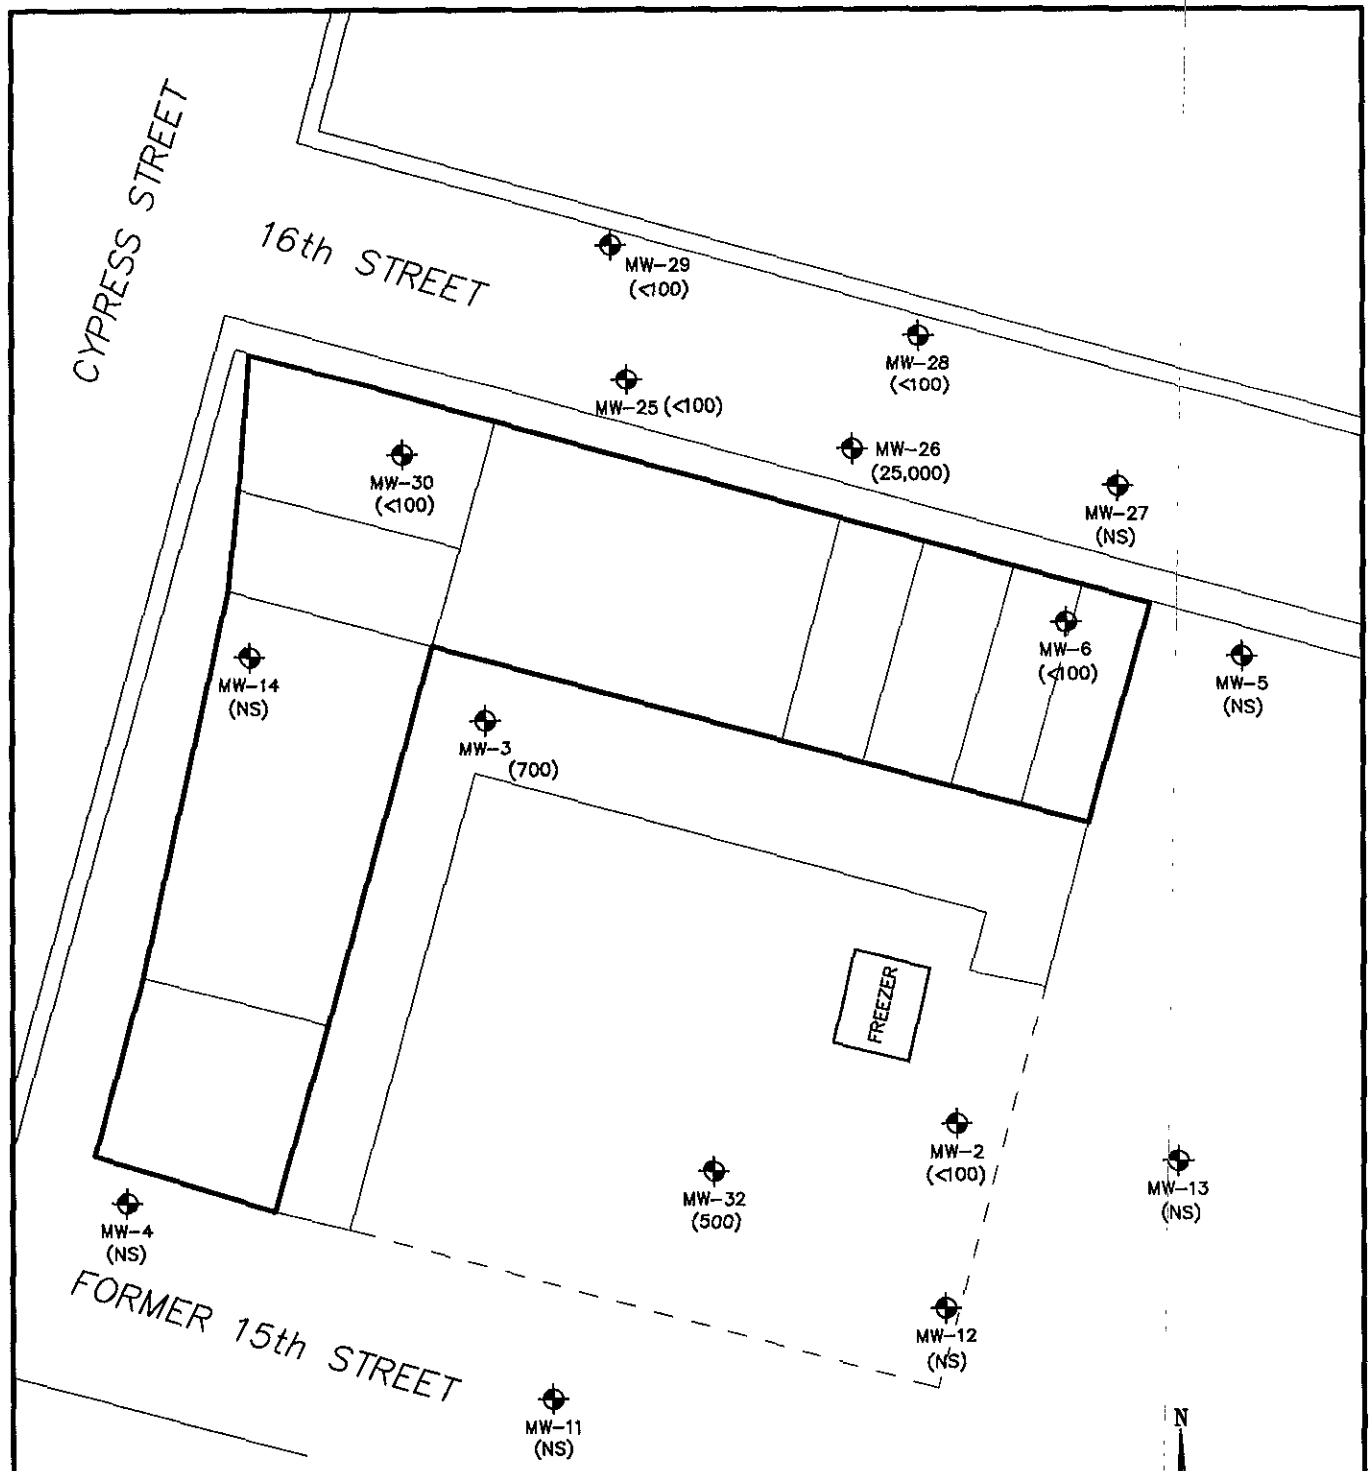 CYPRESS STREET
16th STREET
MW-29
(<100)
MW-28
(<100)
MW-25 (<100)
MW-26
(25,000)
MW-30
(<100)
MW-27
(NS)
MW-6
(<100)
MW-14
(NS)
MW-5
(NS)
MW-3
(700)
FREEZER
MW-2
(<100)
MW-32
(500)
MW-13
(NS)
MW-4
(NS)
FORMER 15th STREET
MW-12
(NS)
MW-11
(NS)
N